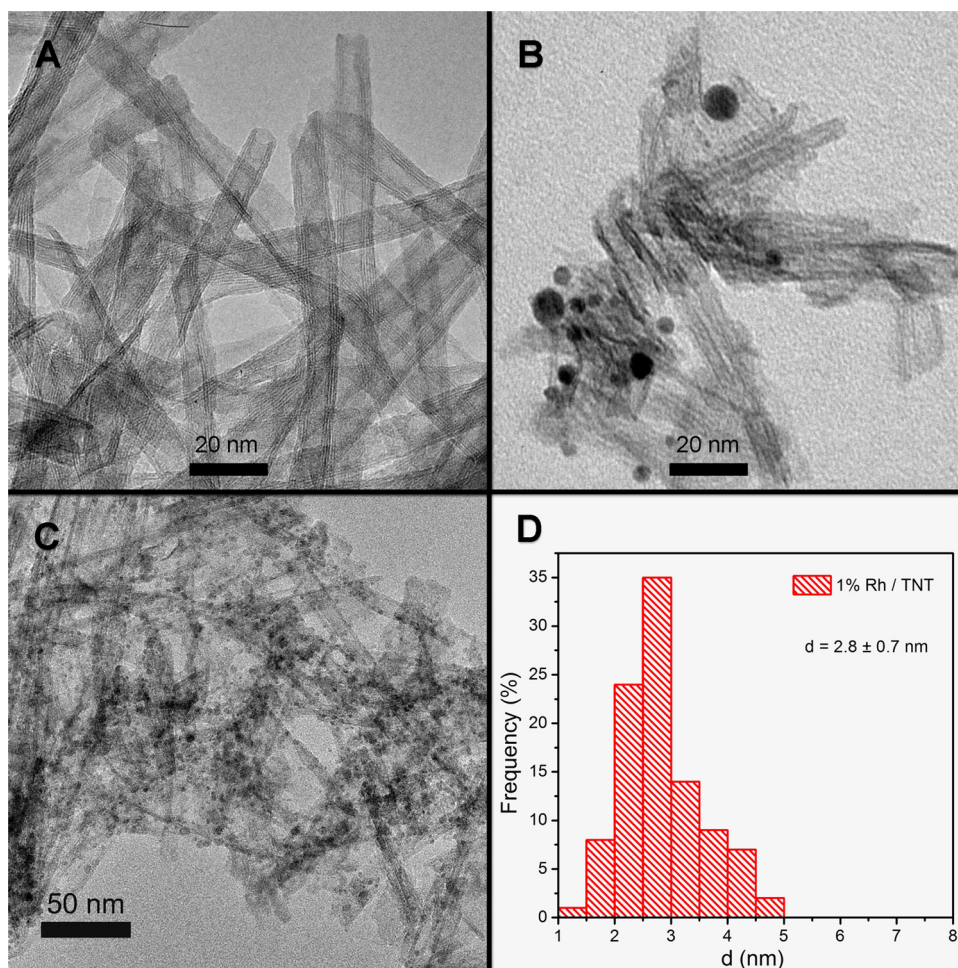 A
20 nm
B
20 nm
C
50 nm
D
1% Rh / TNT
d = 2.8 ± 0.7 nm
Frequency (%)
35
30
25
20
15
10
5
0
1 2 3 4 5 6 7 8
d (nm)